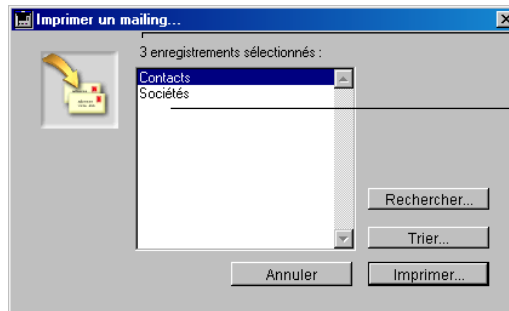 Imprimer un mailing...
3 enregistrements sélectionnés :
Contacts
Sociétés
Rechercher...
Trier...
Annuler
Imprimer...